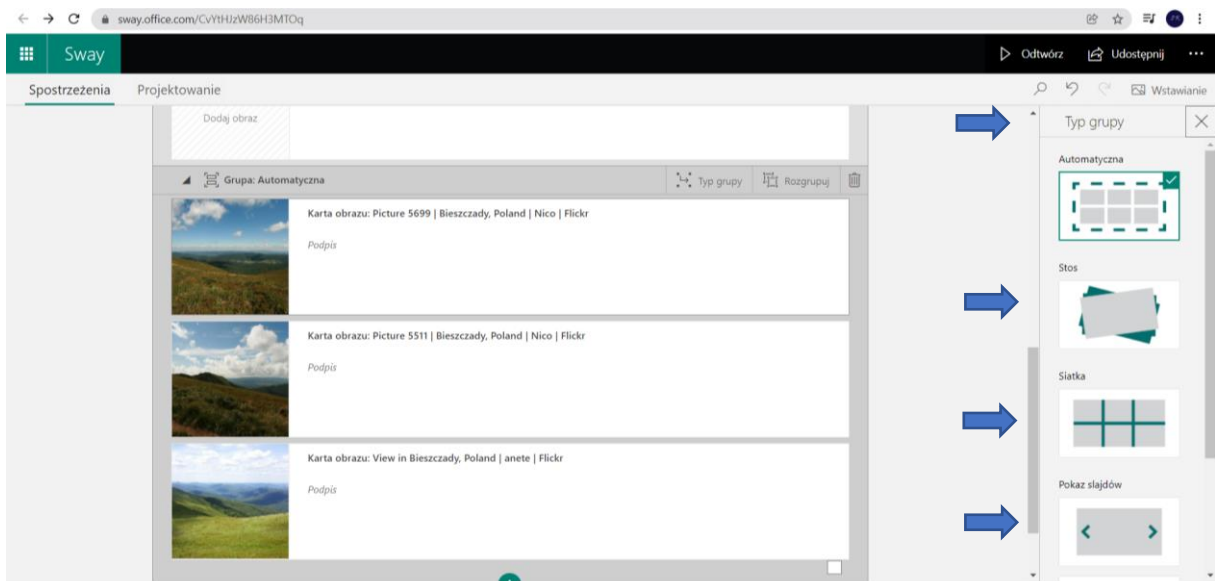 sway.office.com/CvYtHJzW86H3MTOq
Sway
Odtwórz
Udostępnij
Spostrzeżenia
Projektowanie
Wstawianie
Dodaj obraz
Typ grupy
Grupa: Automatyczna
Typ grupy
Rozgrupuj
Automatyczna
Karta obrazu: Picture 5699 | Bieszczady, Poland | Nico | Flickr
Podpis
Stos
Karta obrazu: Picture 5511 | Bieszczady, Poland | Nico | Flickr
Podpis
Siatka
Karta obrazu: View in Bieszczady, Poland | anete | Flickr
Podpis
Pokaz slajdów